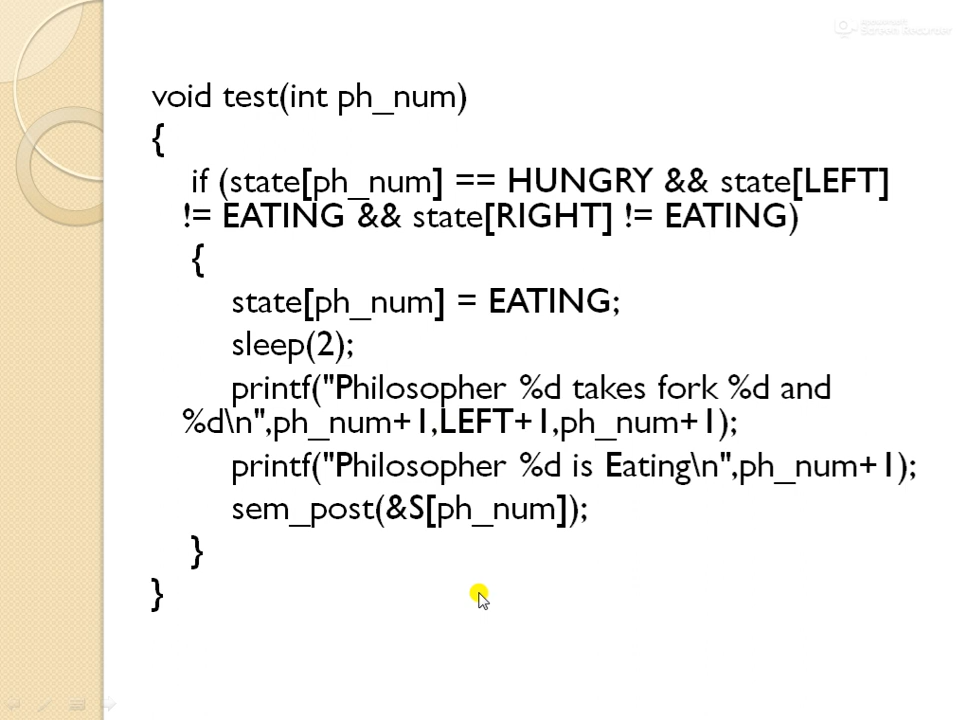 void test(int ph_num)
{
if (state[ph_num] == HUNGRY && state[LEFT]
!= EATING && state[RIGHT] != EATING)
{
state[ph_num] = EATING;
sleep(2);
printf("Philosopher %d takes fork %d and
%d\n",ph_num+1,LEFT+1,ph_num+1);
printf("Philosopher %d is Eating\n",ph_num+1);
sem_post(&S[ph_num]);
}
}
Screen Recorder